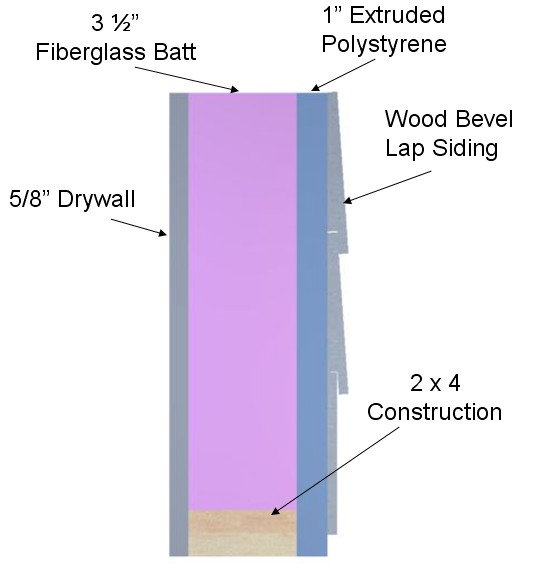 3 ½”
Fiberglass Batt
1” Extruded
Polystyrene
Wood Bevel
Lap Siding
5/8” Drywall
2 x 4
Construction